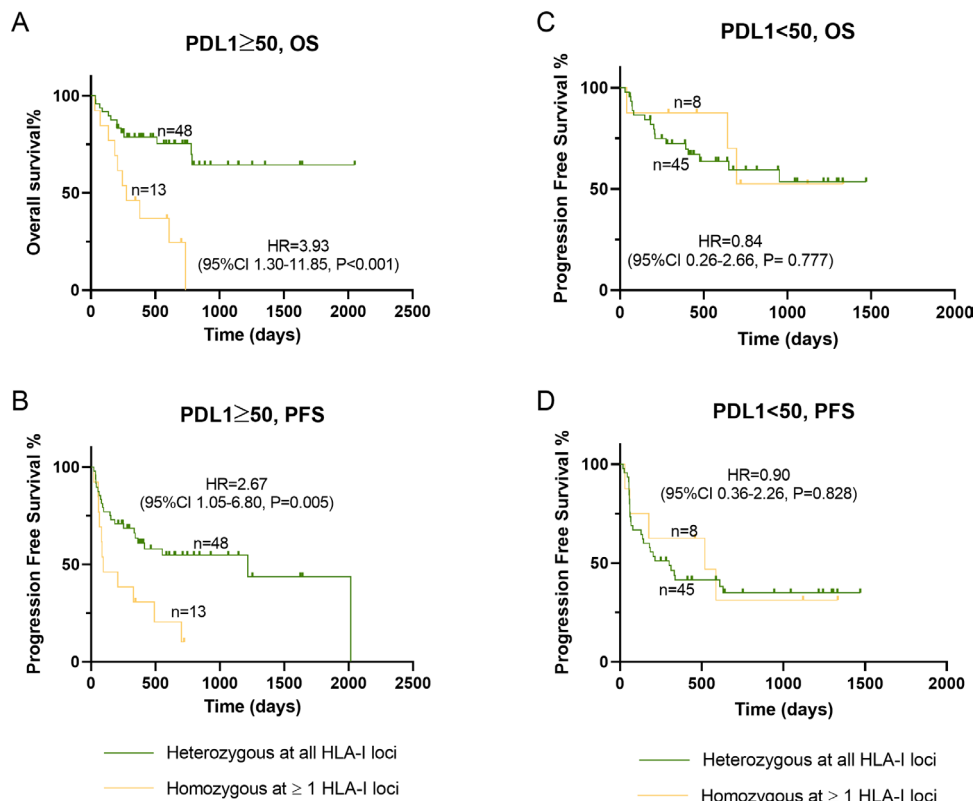 A
PDL1≥50, OS
Overall survival%
100
50
0
n=48
n=13
HR=3.93
(95%CI 1.30-11.85, P<0.001)
0 500 1000 1500 2000 2500
Time (days)
C
PDL1<50, OS
Progression Free Survival %
100
50
0
n=8
n=45
HR=0.84
(95%CI 0.26-2.66, P= 0.777)
0 500 1000 1500 2000
Time (days)
B
PDL1≥50, PFS
Progression Free Survival %
100
50
0
HR=2.67
(95%CI 1.05-6.80, P=0.005)
n=48
n=13
0 500 1000 1500 2000 2500
Time (days)
D
PDL1<50, PFS
Progression Free Survival %
100
50
0
HR=0.90
(95%CI 0.36-2.26, P=0.828)
n=8
n=45
0 500 1000 1500 2000
Time (days)
Heterozygous at all HLA-I loci
Homozygous at ≥ 1 HLA-I loci
Heterozygous at all HLA-I loci
Homozygous at ≥ 1 HLA-I loci